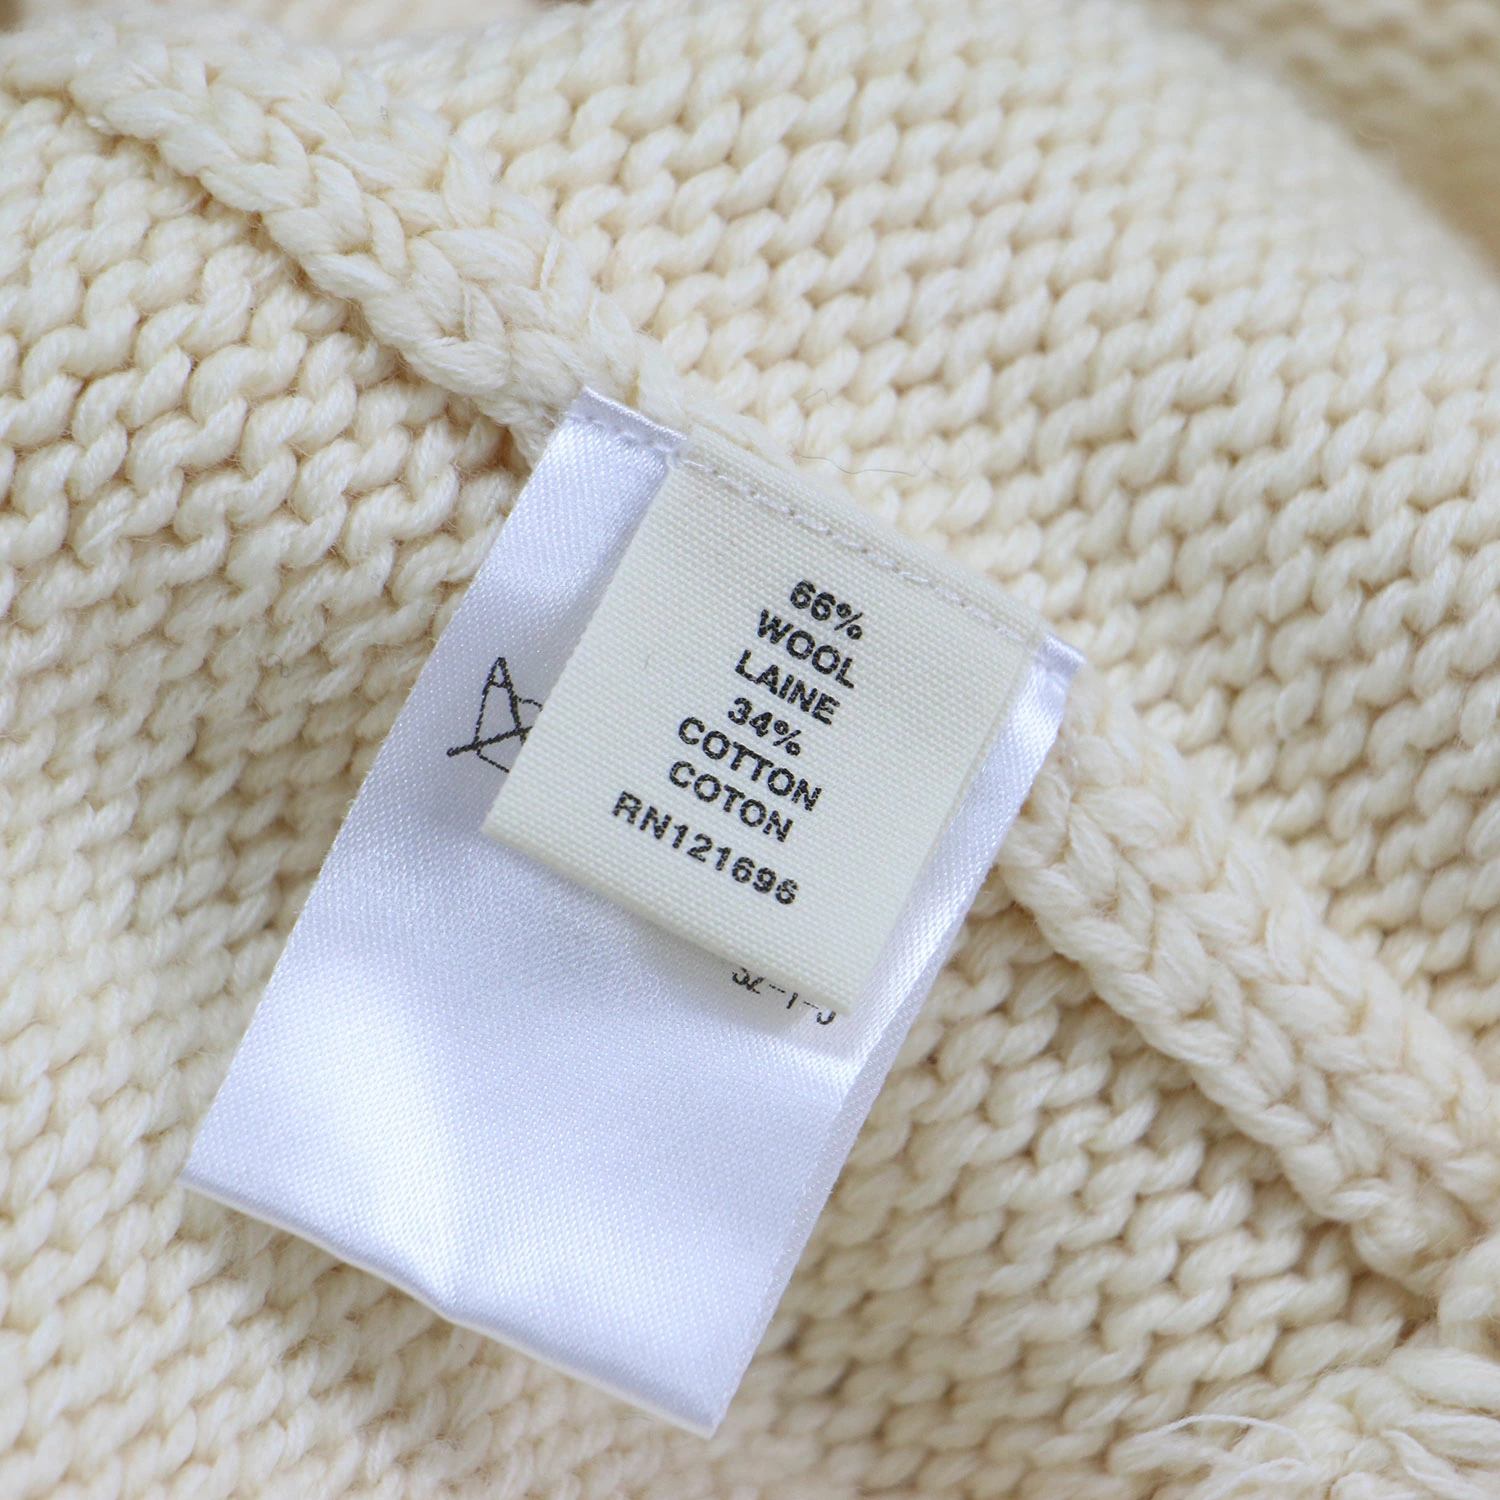 66%
WOOL
LAINE
34%
COTTON
COTON
RN121696